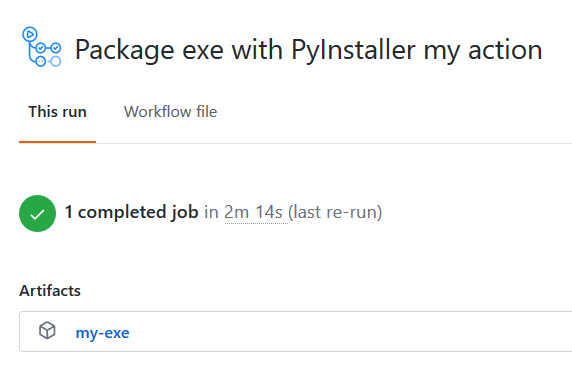 Package exe with PyInstaller my action
This run Workflow file
1 completed job in 2m 14s (last re-run)
Artifacts
my-exe